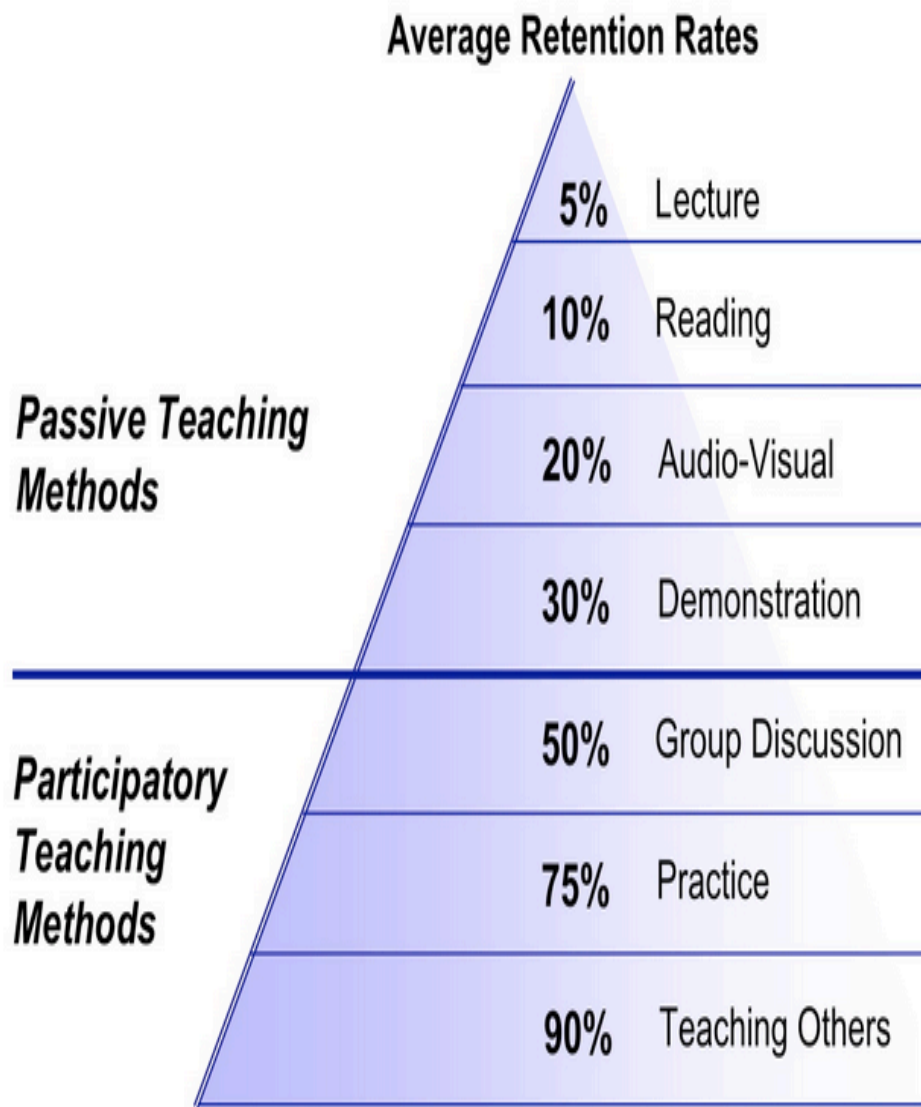 Average Retention Rates
5% Lecture
10% Reading
20% Audio-Visual
30% Demonstration
Passive Teaching
Methods
50% Group Discussion
75% Practice
90% Teaching Others
Participatory
Teaching
Methods